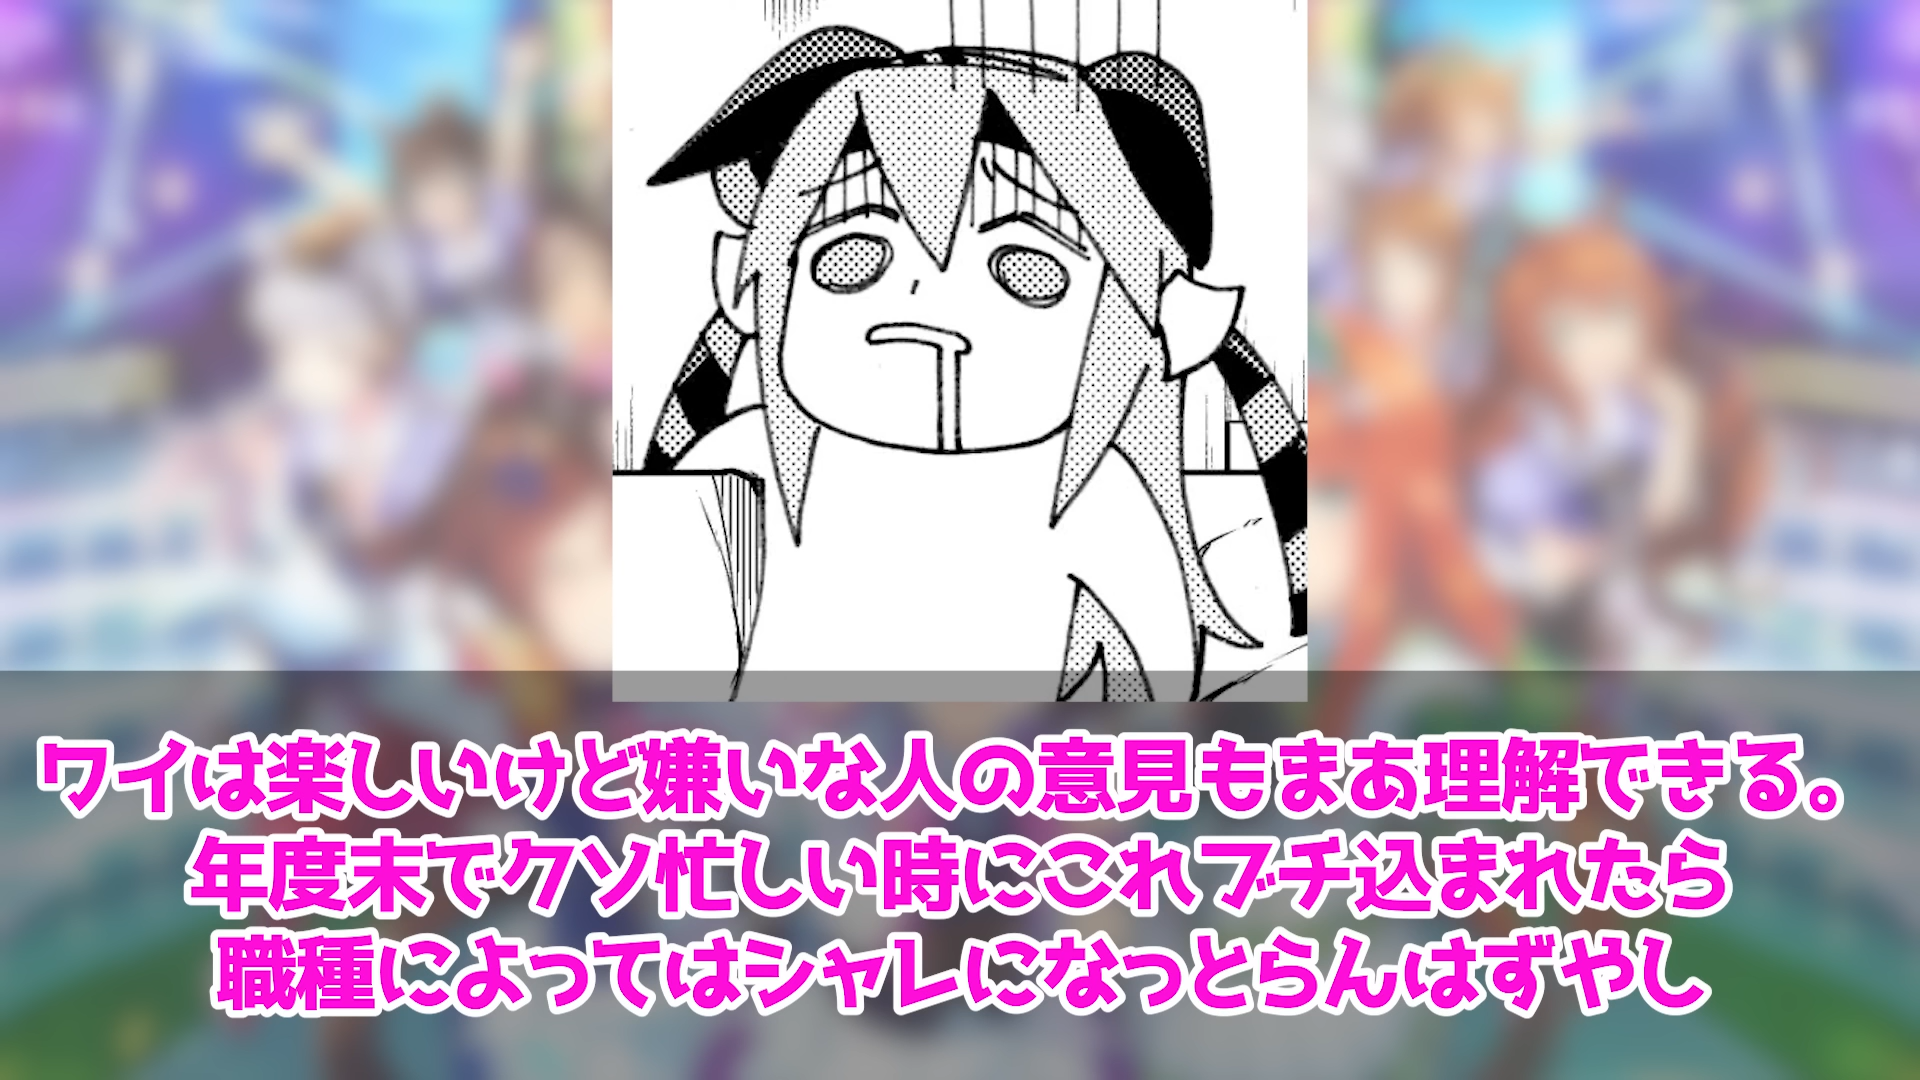 ワイは楽しいけど嫌いな人の意見もまあ理解できる。
年度末でクソ忙しい時にこれブチ込まれたら
職種によってはシャレになっとらんはずやし